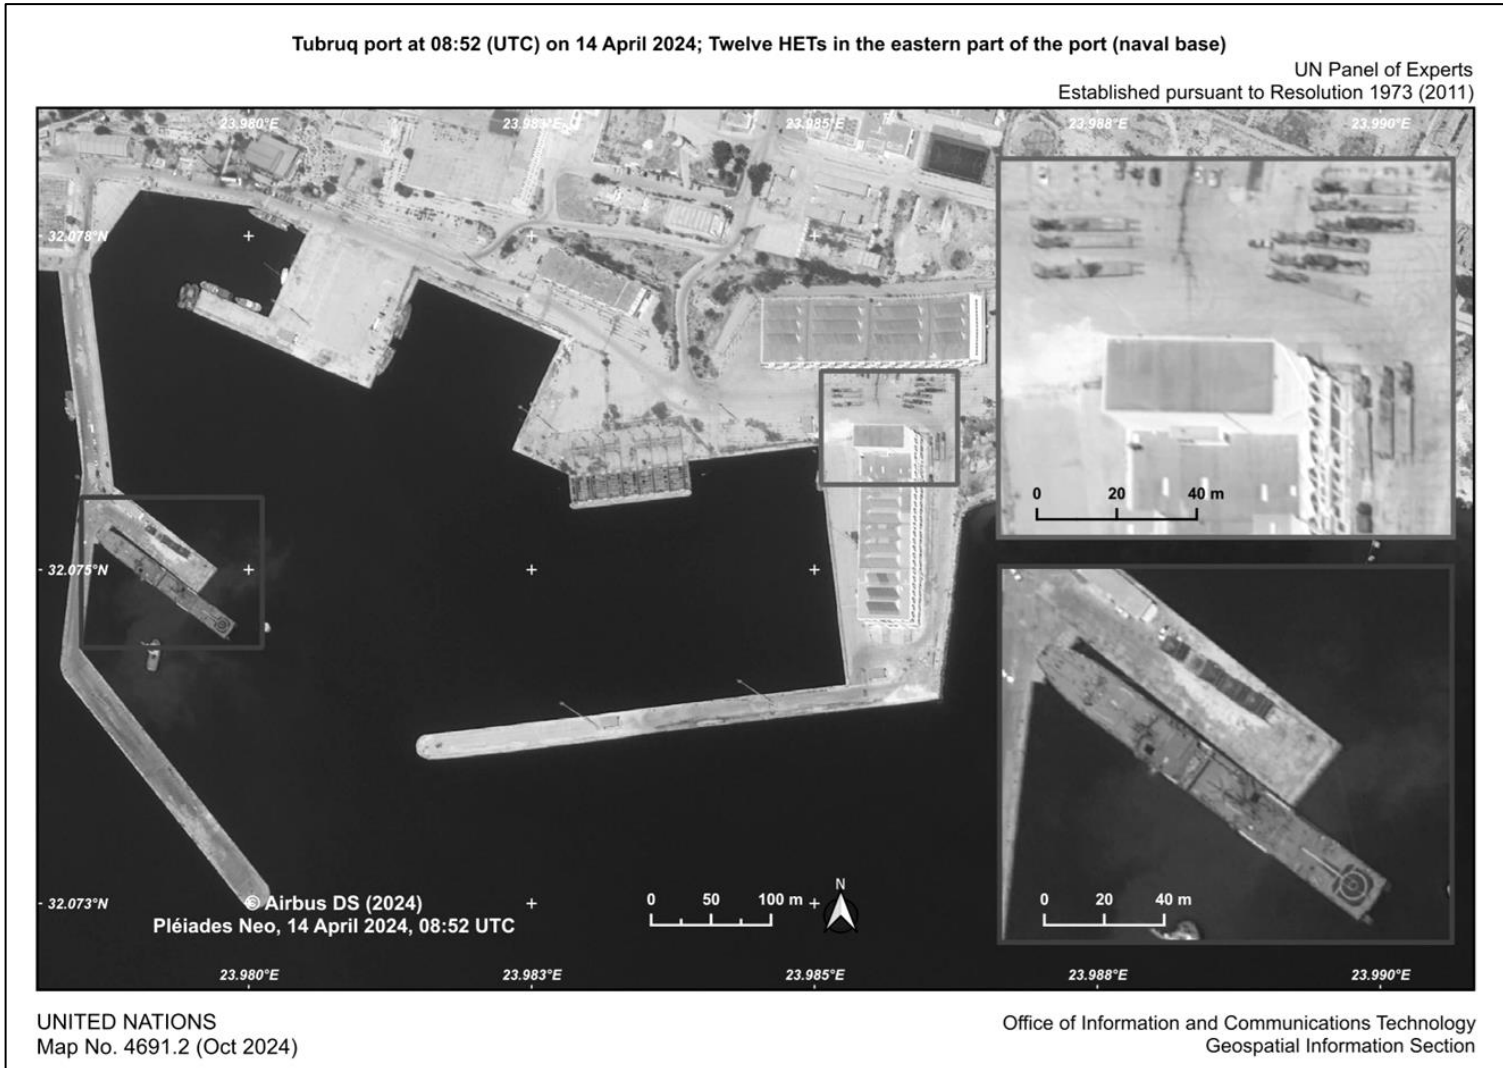 Tubruq port at 08:52 (UTC) on 14 April 2024; Twelve HETs in the eastern part of the port (naval base)
UN Panel of Experts
Established pursuant to Resolution 1973 (2011)
23.980°E 23.983°E 23.985°E 23.988°E 23.990°E
32.078°N
0 20 40 m
32.075°N
32.073°N
© Airbus DS (2024)
Pléiades Neo, 14 April 2024, 08:52 UTC
0 50 100 m
N
0 20 40 m
23.980°E 23.983°E 23.985°E 23.988°E 23.990°E
UNITED NATIONS
Map No. 4691.2 (Oct 2024)
Office of Information and Communications Technology
Geospatial Information Section